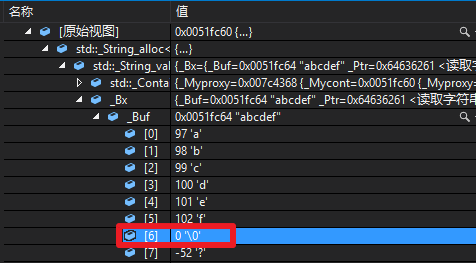 名称 值
[原始视图] 0x0051fc60 {...}
std::_String_alloc< {...}
std::_String_val {_Bx={_Buf=0x0051fc64 "abcdef" _Ptr=0x64636261 <读取字
std::_Conta {_Myproxy=0x007c4368 {_Mycont=0x0051fc60 {_Myprox
_Bx {_Buf=0x0051fc64 "abcdef" _Ptr=0x64636261 <读取字符串
_Buf 0x0051fc64 "abcdef"
[0] 97 'a'
[1] 98 'b'
[2] 99 'c'
[3] 100 'd'
[4] 101 'e'
[5] 102 'f'
[6] 0 '\0'
[7] -52 '?'